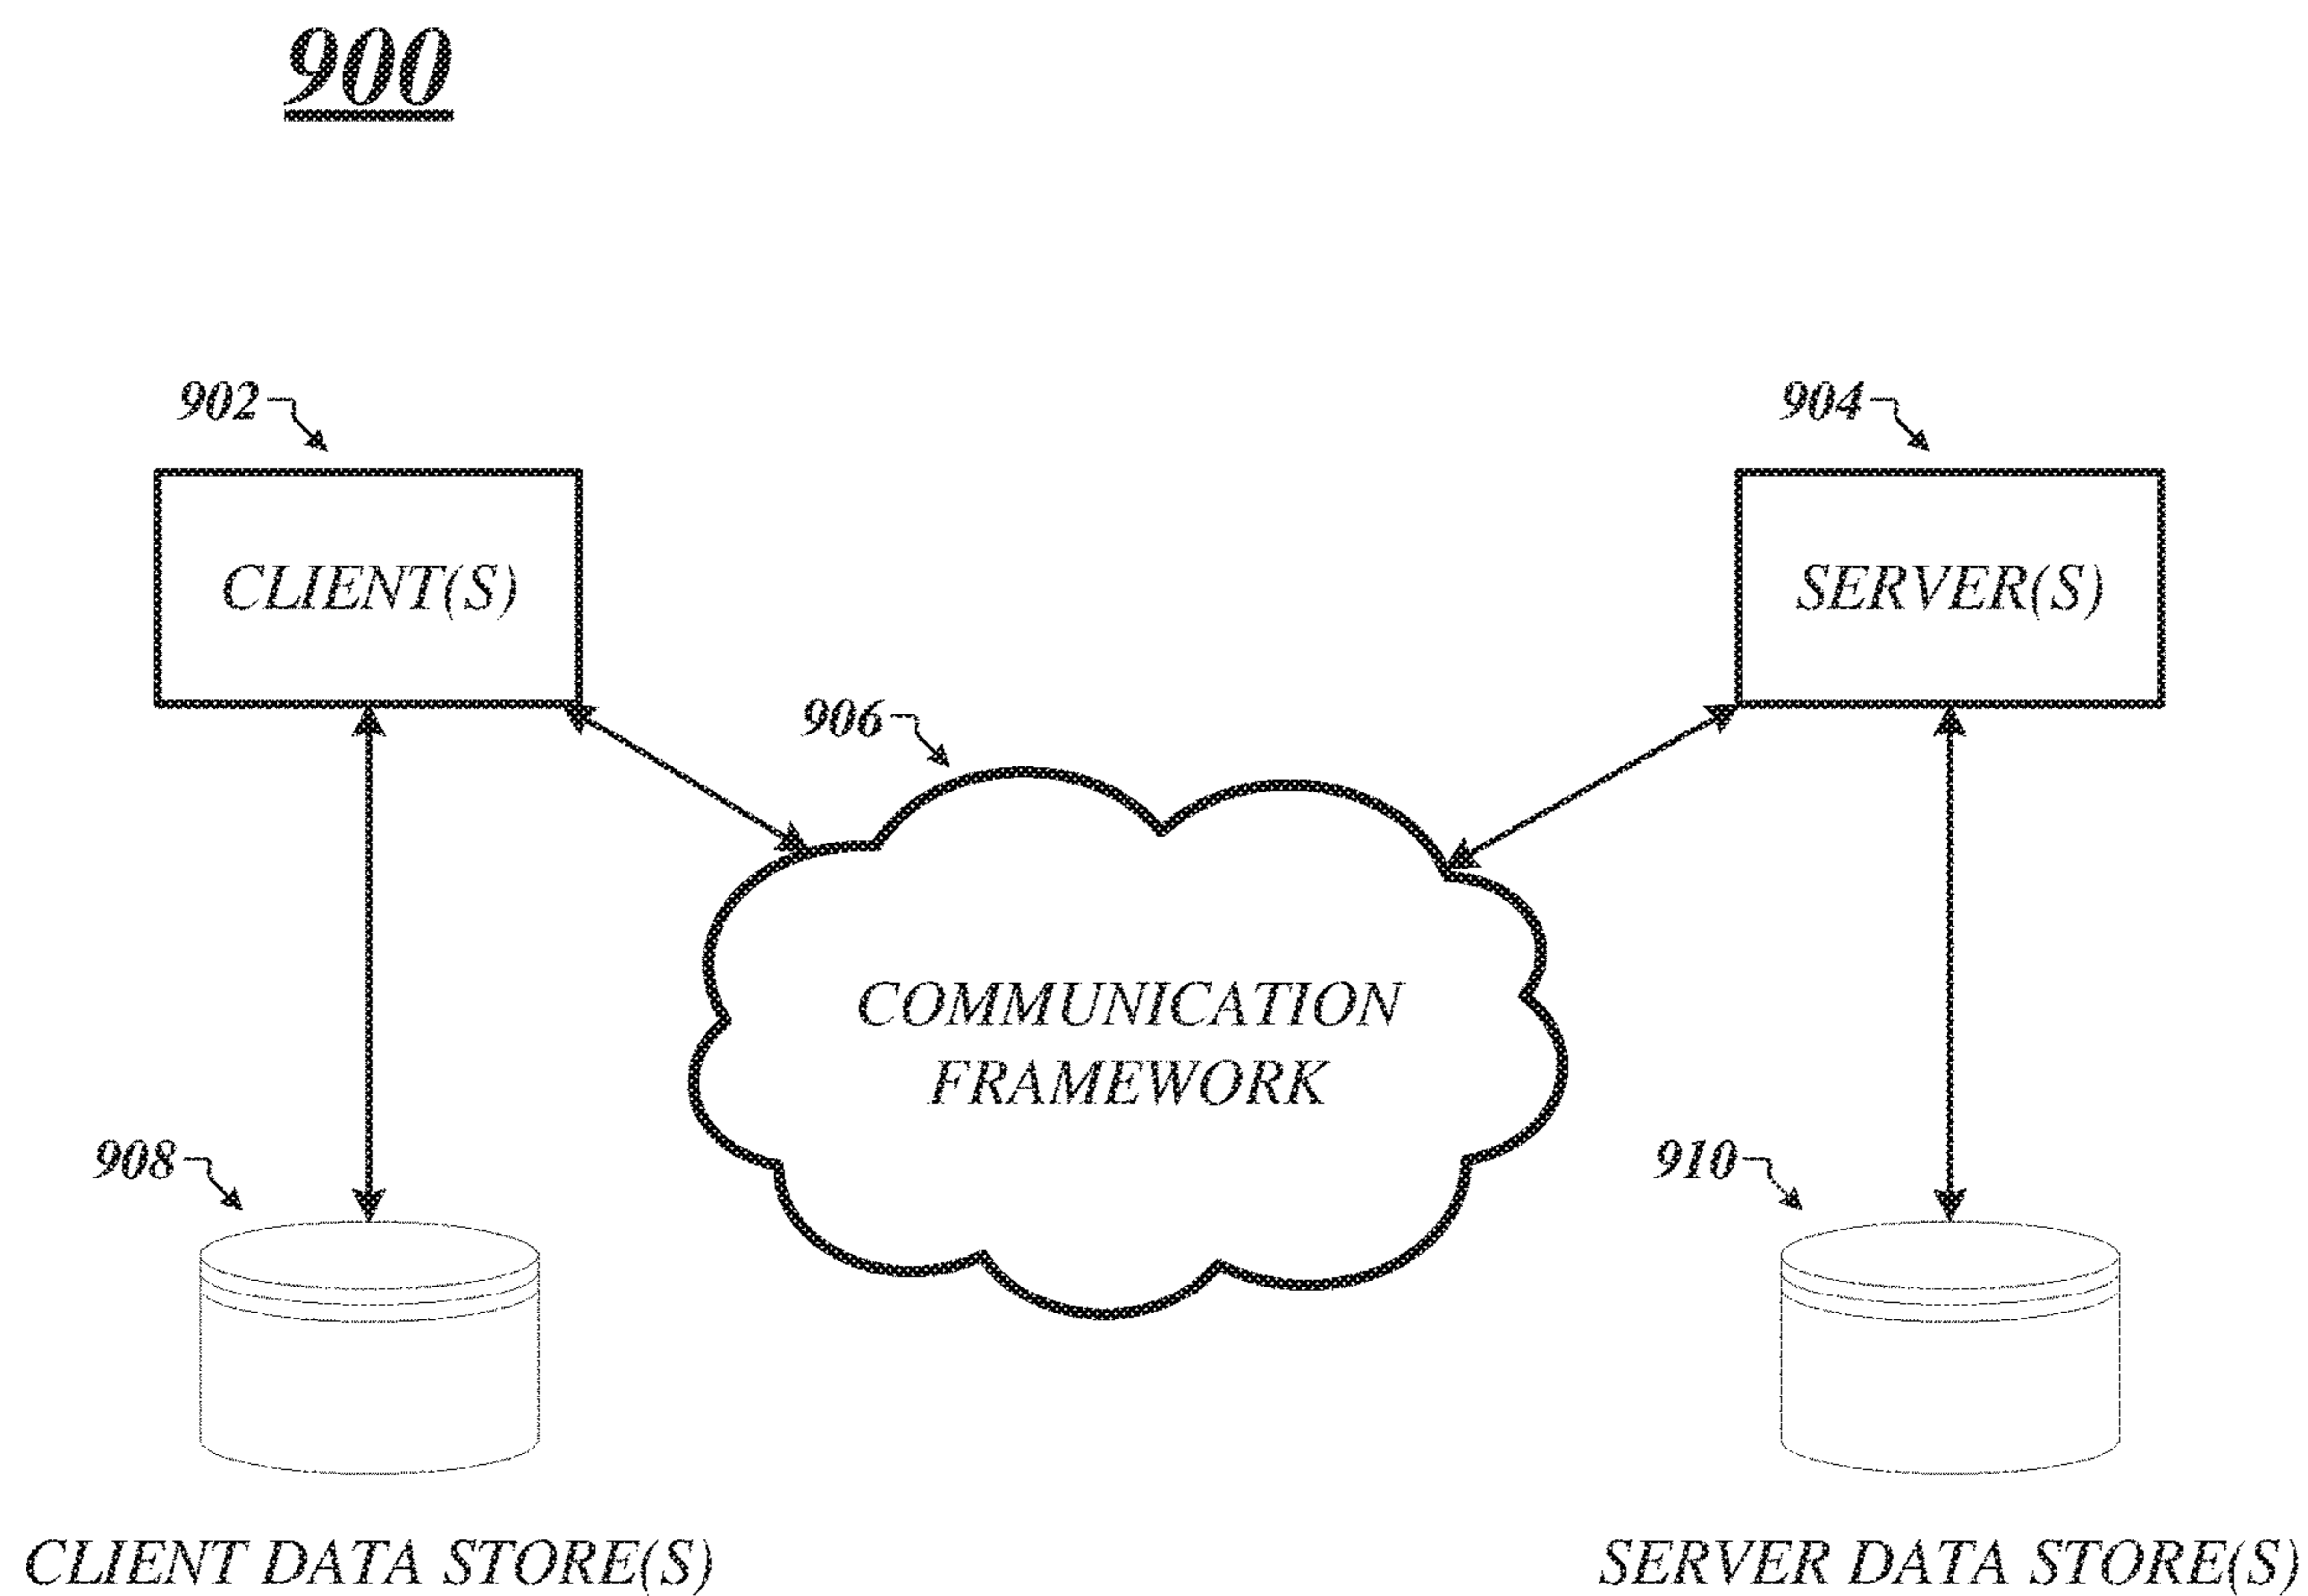 900
902
904
CLIENT(S)
SERVER(S)
906
COMMUNICATION
FRAMEWORK
908
910
CLIENT DATA STORE(S)
SERVER DATA STORE(S)